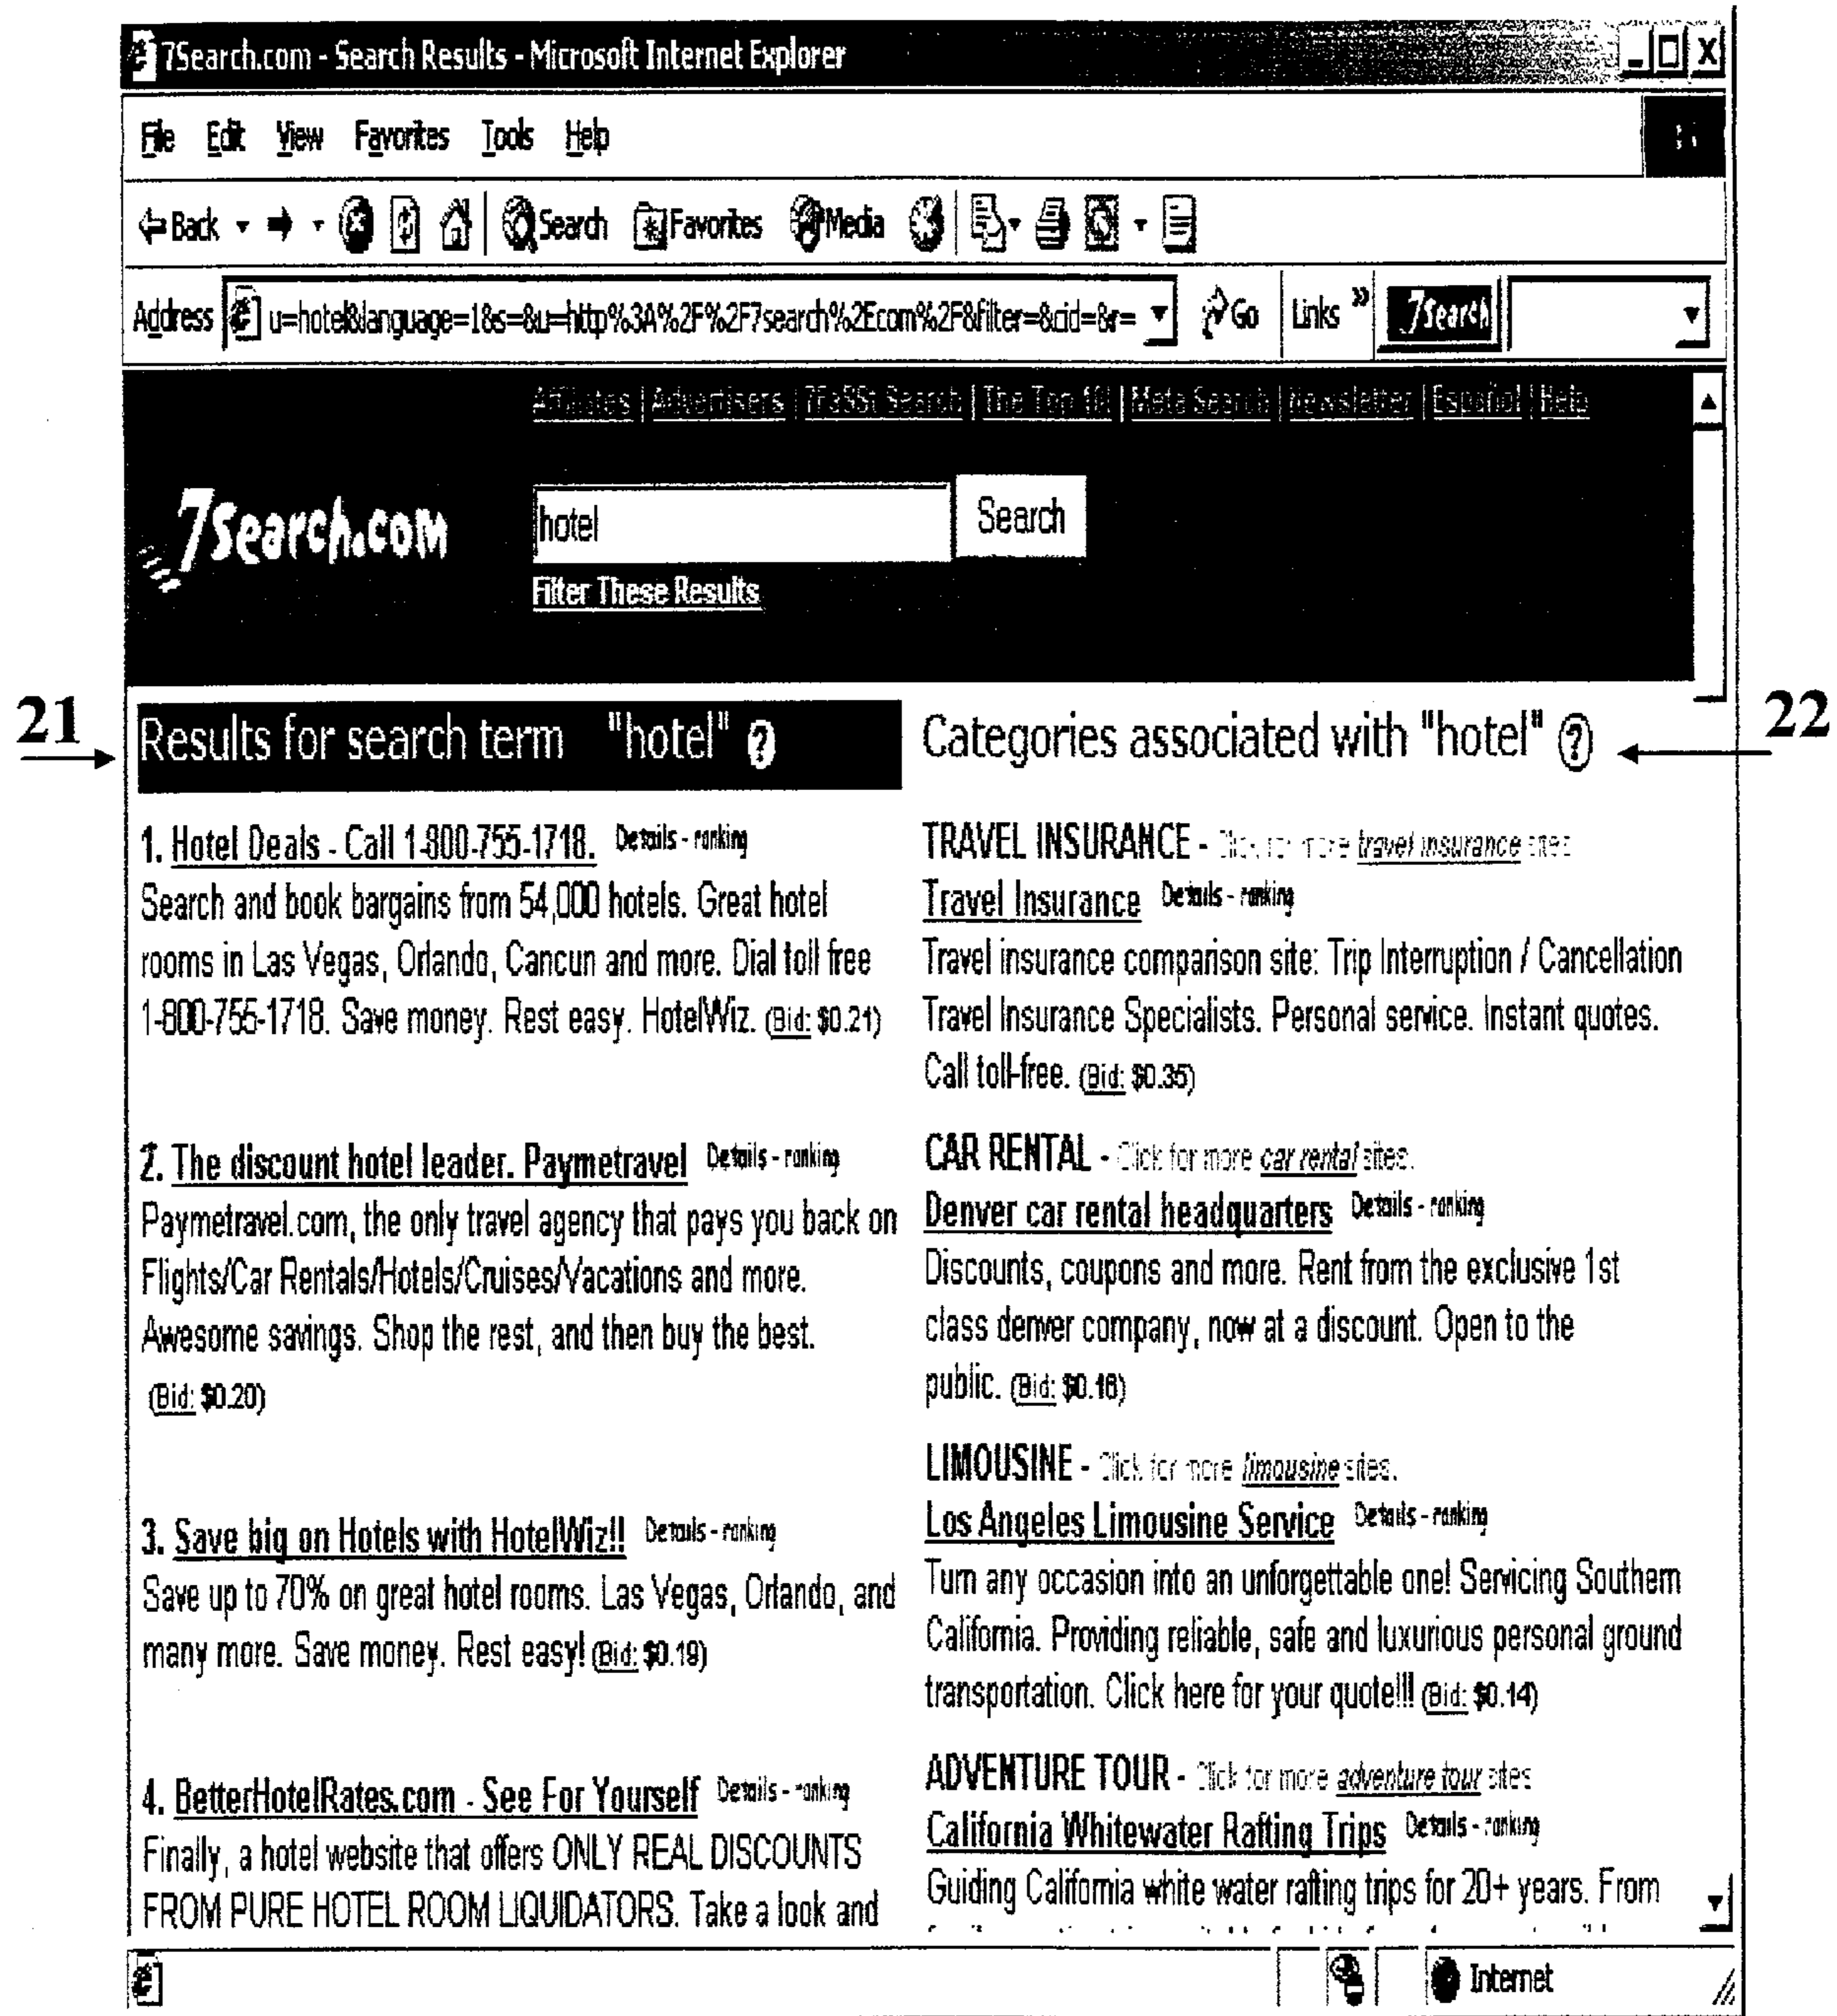 7Search.com - Search Results - Microsoft Internet Explorer
File Edit View Favorites Tools Help
Back Search Favorites Media
Address u=hotel&language=1&s=&u=http%3A%2F%2F7search%2Ecom%2F&filter=&cid=&r= Go Links » 7Search
Affiliates | Advertisers | 7FaSSt Search | The Top 10! | Meta Search | Newsletter | Español | Help
7Search.com hotel Search
Filter These Results
21
Results for search term "hotel" ?
1. Hotel Deals - Call 1-800-755-1718. Details - ranking
Search and book bargains from 54,000 hotels. Great hotel
rooms in Las Vegas, Orlando, Cancun and more. Dial toll free
1-800-755-1718. Save money. Rest easy. HotelWiz. (Bid: $0.21)
2. The discount hotel leader. Paymetravel Details - ranking
Paymetravel.com, the only travel agency that pays you back on
Flights/Car Rentals/Hotels/Cruises/Vacations and more.
Awesome savings. Shop the rest, and then buy the best.
(Bid: $0.20)
3. Save big on Hotels with HotelWiz!! Details - ranking
Save up to 70% on great hotel rooms. Las Vegas, Orlando, and
many more. Save money. Rest easy! (Bid: $0.19)
4. BetterHotelRates.com - See For Yourself Details - ranking
Finally, a hotel website that offers ONLY REAL DISCOUNTS
FROM PURE HOTEL ROOM LIQUIDATORS. Take a look and
22
Categories associated with "hotel" ?
TRAVEL INSURANCE - Click for more travel insurance sites
Travel Insurance Details - ranking
Travel insurance comparison site: Trip Interruption / Cancellation
Travel Insurance Specialists. Personal service. Instant quotes.
Call toll-free. (Bid: $0.35)
CAR RENTAL - Click for more car rental sites.
Denver car rental headquarters Details - ranking
Discounts, coupons and more. Rent from the exclusive 1st
class denver company, now at a discount. Open to the
public. (Bid: $0.16)
LIMOUSINE - Click for more limousine sites.
Los Angeles Limousine Service Details - ranking
Turn any occasion into an unforgettable one! Servicing Southern
California. Providing reliable, safe and luxurious personal ground
transportation. Click here for your quote!!! (Bid: $0.14)
ADVENTURE TOUR - Click for more adventure tour sites
California Whitewater Rafting Trips Details - ranking
Guiding California white water rafting trips for 20+ years. From
Internet